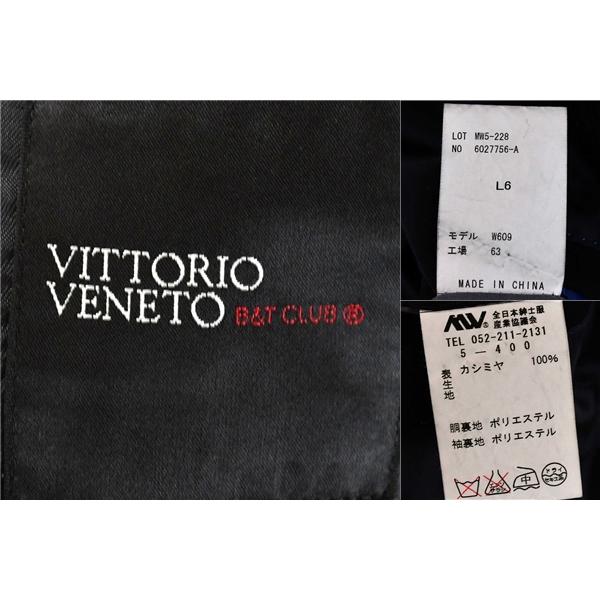 VITTORIO
VENETO B&T CLUB
LOT MW5-228
NO 6027756-A
L6
モデル W609
工場 63
MADE IN CHINA
MW® 全日本紳士服
産業協議会
TEL 052-211-2131
5-400
表生地 カシミヤ 100%
胴裏地 ポリエステル
袖裏地 ポリエステル
中